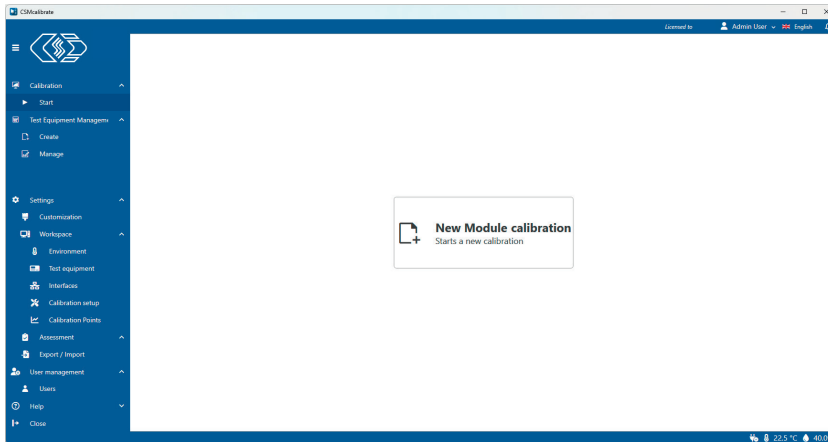 CSMcalibrate
Licensed to
Admin User
English
Calibration
Start
Test Equipment Manageme
Create
Manage
Settings
Customization
Workspace
Environment
Test equipment
Interfaces
Calibration setup
Calibration Points
Assessment
Export / Import
User management
Users
Help
Close
New Module calibration
Starts a new calibration
22.5 °C
40.0